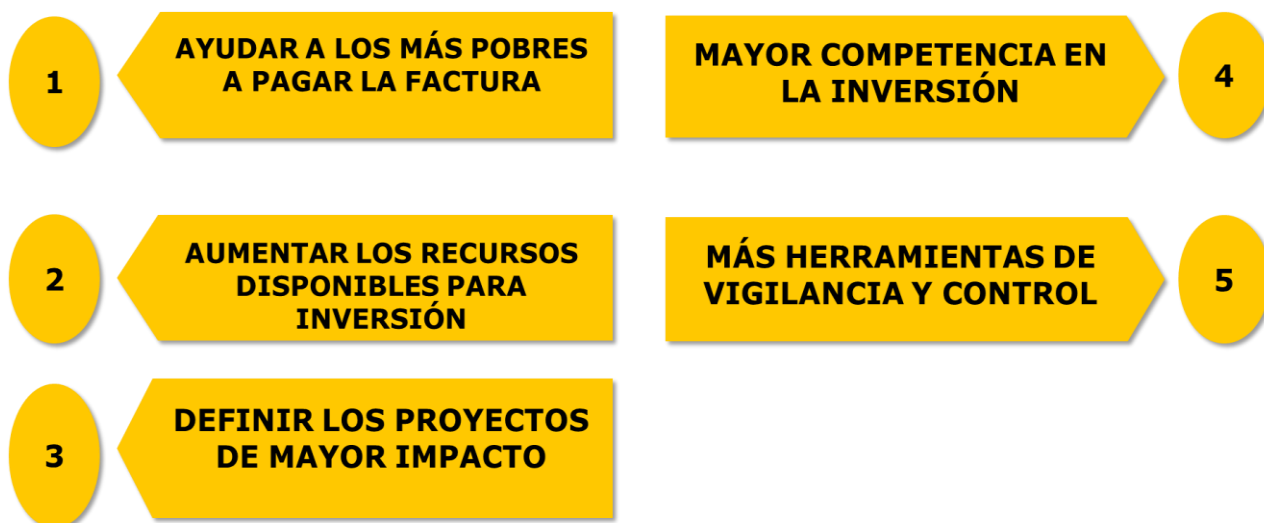 1
AYUDAR A LOS MÁS POBRES
A PAGAR LA FACTURA
2
AUMENTAR LOS RECURSOS
DISPONIBLES PARA
INVERSIÓN
3
DEFINIR LOS PROYECTOS
DE MAYOR IMPACTO
MAYOR COMPETENCIA EN
LA INVERSIÓN
4
MÁS HERRAMIENTAS DE
VIGILANCIA Y CONTROL
5